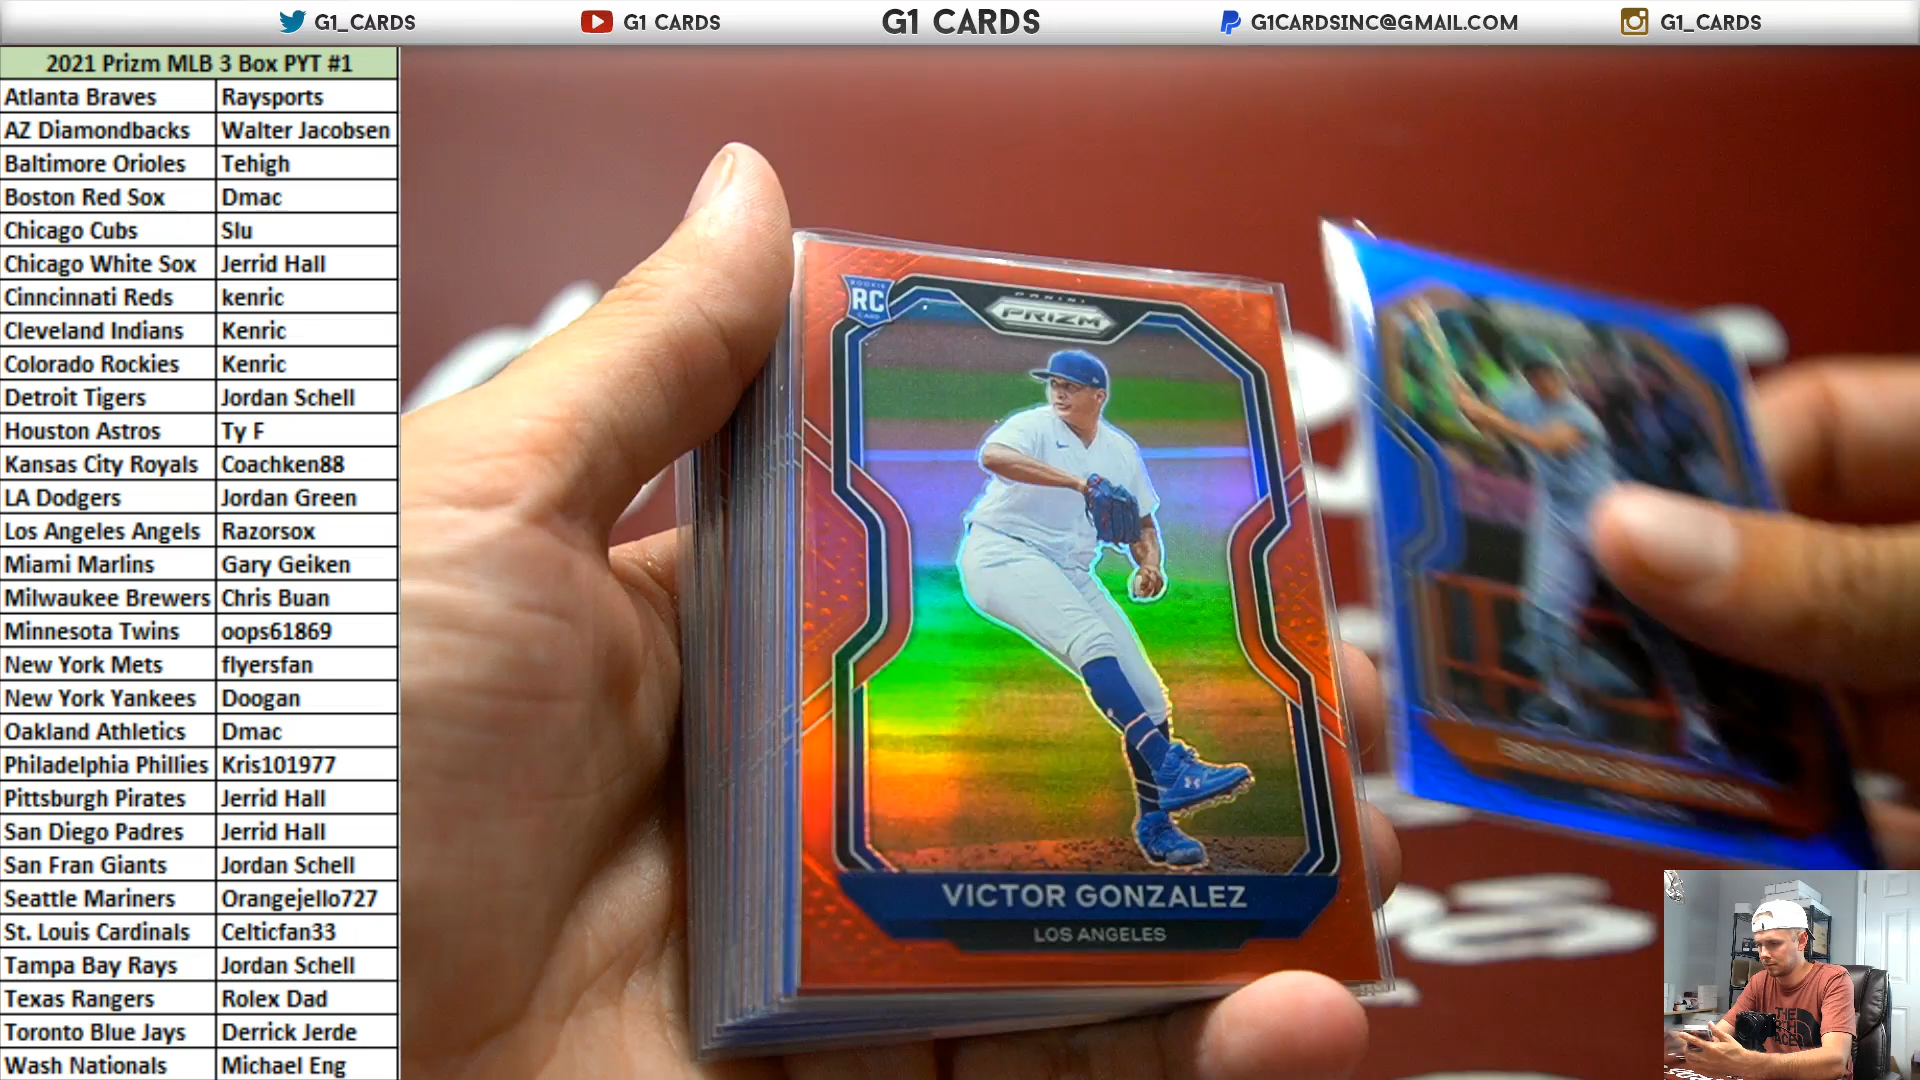 G1_CARDS G1 CARDS G1 CARDS G1CARDSINC@GMAIL.COM G1_CARDS
2021 Prizm MLB 3 Box PYT #1
Atlanta Braves Raysports
AZ Diamondbacks Walter Jacobsen
Baltimore Orioles Tehigh
Boston Red Sox Dmac
Chicago Cubs Slu
Chicago White Sox Jerrid Hall
Cinncinnati Reds kenric
Cleveland Indians Kenric
Colorado Rockies Kenric
Detroit Tigers Jordan Schell
Houston Astros Ty F
Kansas City Royals Coachken88
LA Dodgers Jordan Green
Los Angeles Angels Razorsox
Miami Marlins Gary Geiken
Milwaukee Brewers Chris Buan
Minnesota Twins oops61869
New York Mets flyersfan
New York Yankees Doogan
Oakland Athletics Dmac
Philadelphia Phillies Kris101977
Pittsburgh Pirates Jerrid Hall
San Diego Padres Jerrid Hall
San Fran Giants Jordan Schell
Seattle Mariners Orangejello727
St. Louis Cardinals Celticfan33
Tampa Bay Rays Jordan Schell
Texas Rangers Rolex Dad
Toronto Blue Jays Derrick Jerde
Wash Nationals Michael Eng
ROOKIE
RC
CARD
PANINI
PRIZM
VICTOR GONZALEZ
LOS ANGELES
THE